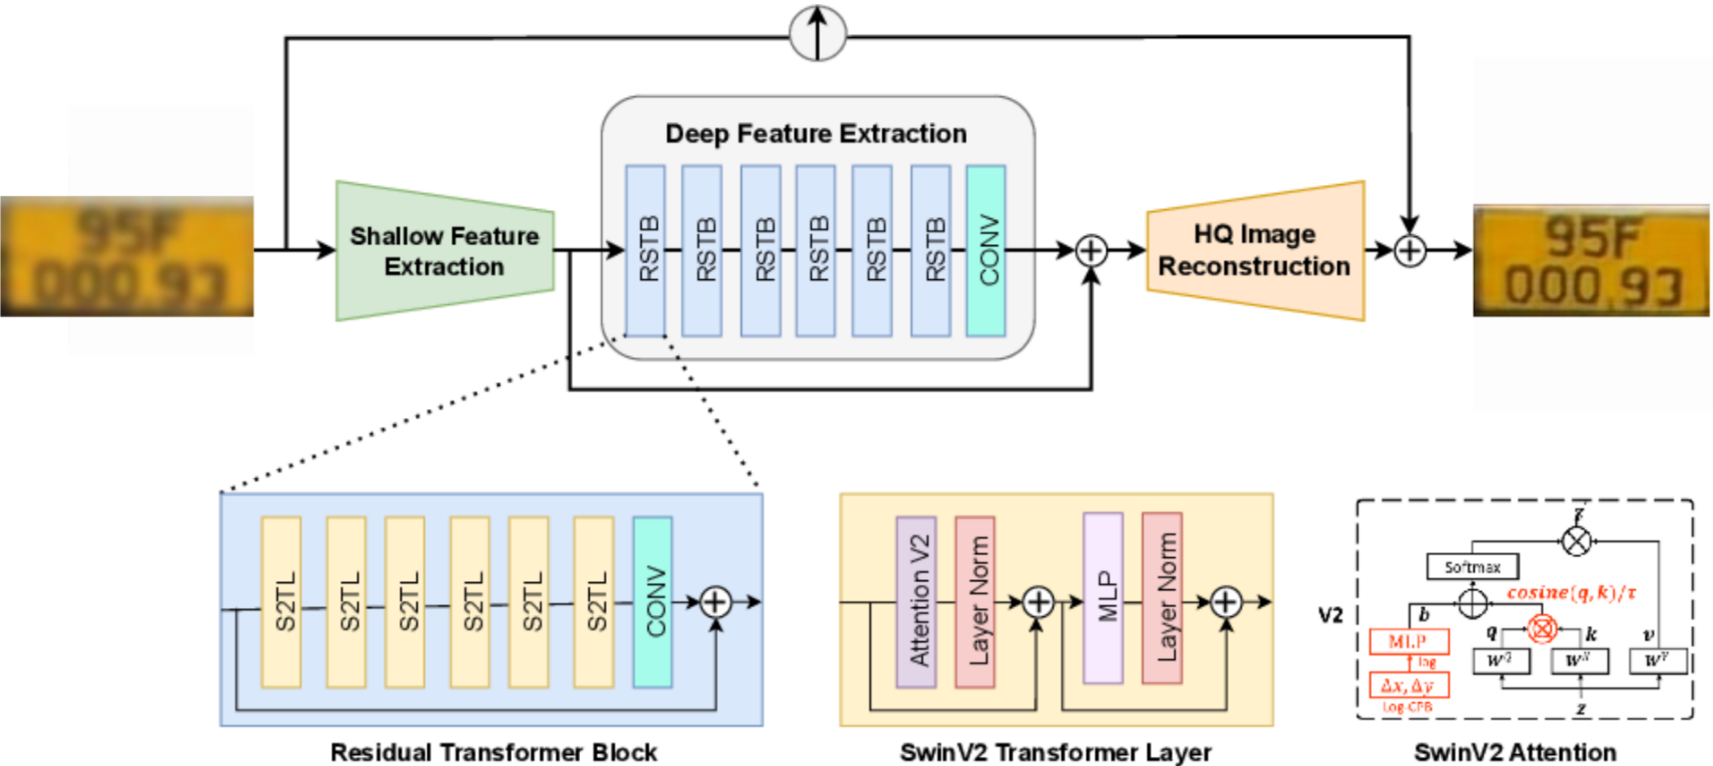 Deep Feature Extraction
95F
000.93
Shallow Feature
Extraction
RSTB
RSTB
RSTB
RSTB
RSTB
RSTB
CONV
HQ Image
Reconstruction
95F
000.93
S2TL
S2TL
S2TL
S2TL
S2TL
S2TL
CONV
Residual Transformer Block
Attention V2
Layer Norm
MLP
Layer Norm
SwinV2 Transformer Layer
V2
Softmax
cosine(q, k)/τ
b
MLP
log
Δx, Δy
Log-CPB
q
k
v
z
SwinV2 Attention